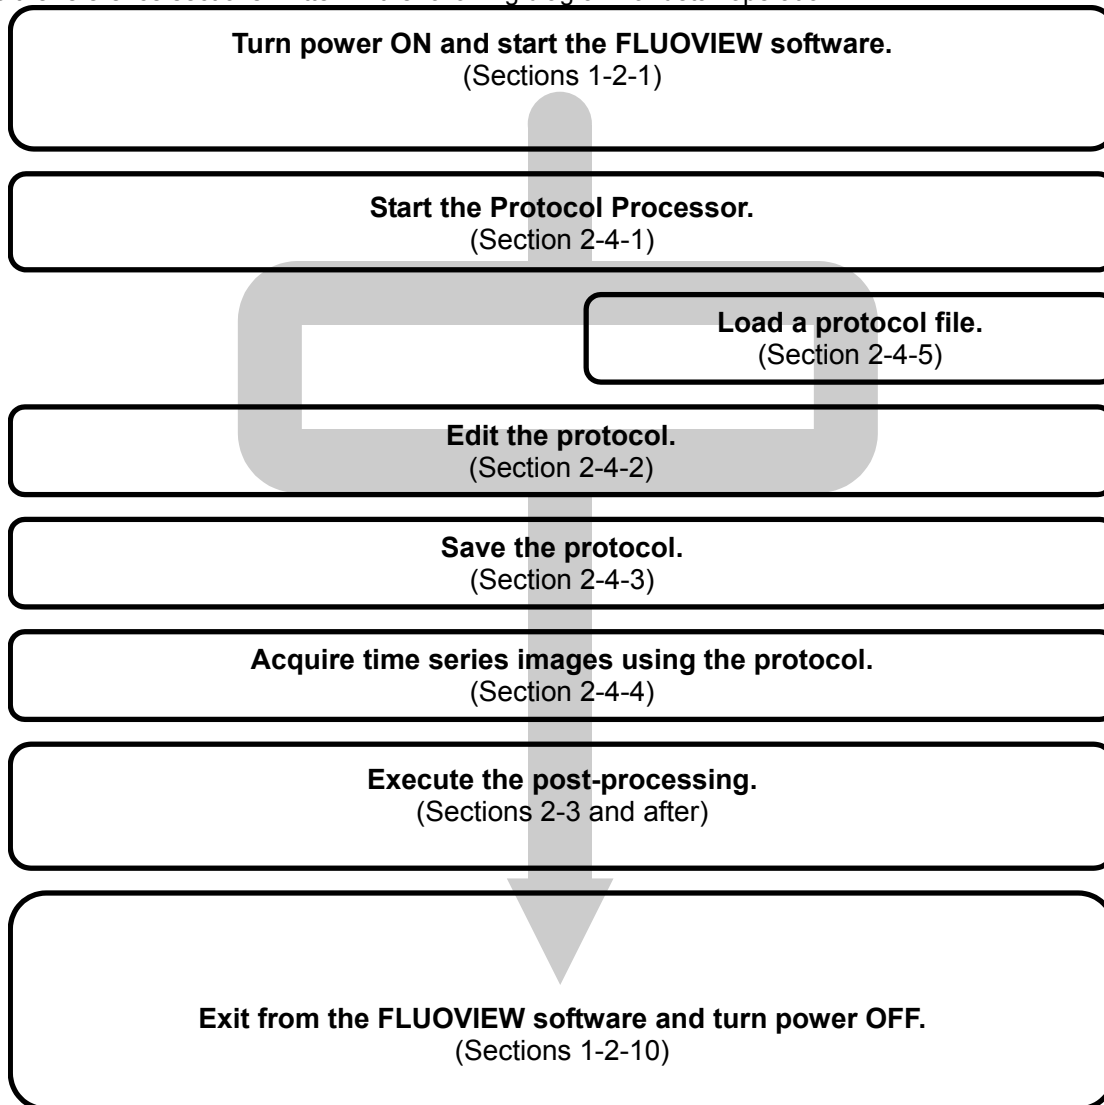 Turn power ON and start the FLUOVIEW software.
(Sections 1-2-1)
Start the Protocol Processor.
(Section 2-4-1)
Load a protocol file.
(Section 2-4-5)
Edit the protocol.
(Section 2-4-2)
Save the protocol.
(Section 2-4-3)
Acquire time series images using the protocol.
(Section 2-4-4)
Execute the post-processing.
(Sections 2-3 and after)
Exit from the FLUOVIEW software and turn power OFF.
(Sections 1-2-10)